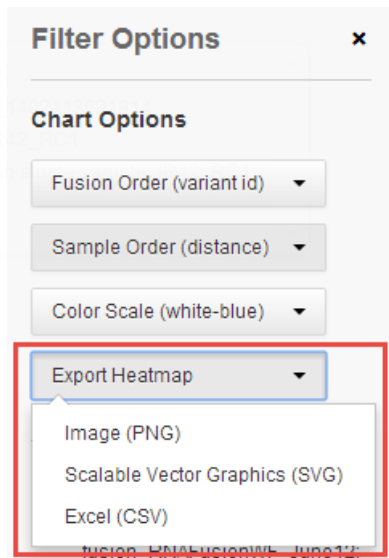 Filter Options ×
Chart Options
Fusion Order (variant id)
Sample Order (distance)
Color Scale (white-blue)
Export Heatmap
Image (PNG)
Scalable Vector Graphics (SVG)
Excel (CSV)